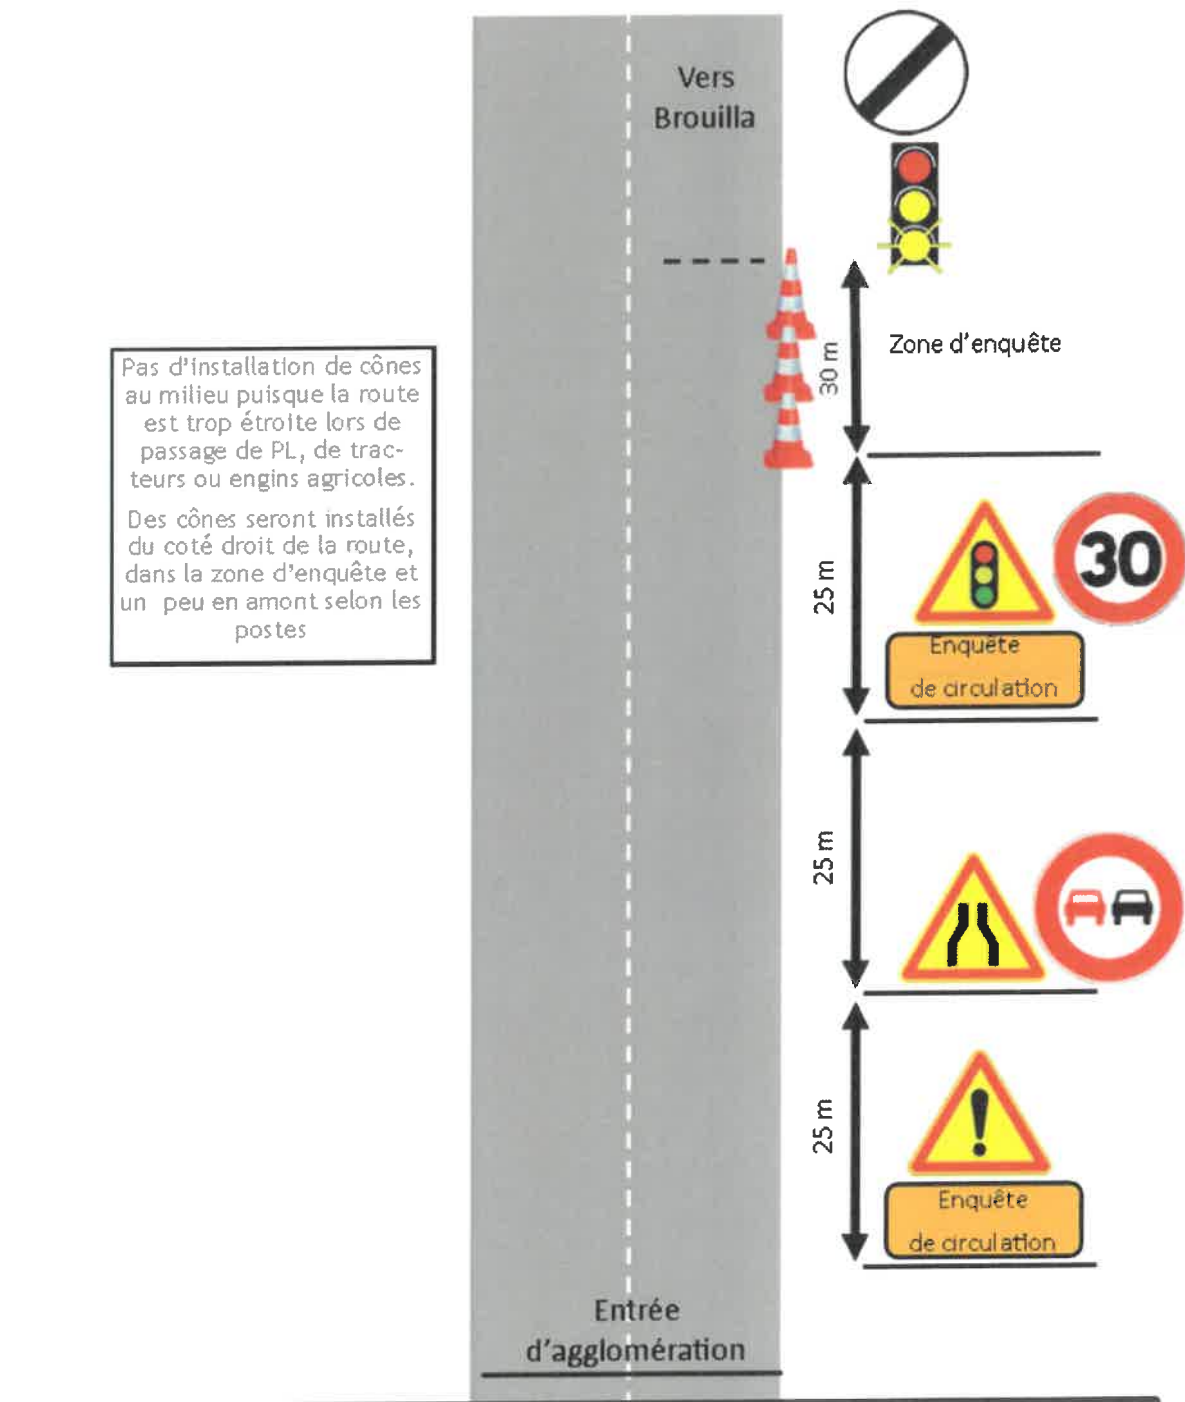 Vers
Brouilla
Zone d'enquête
30 m
Pas d'installation de cônes
au milieu puisque la route
est trop étroite lors de
passage de PL, de trac-
teurs ou engins agricoles.
Des cônes seront installés
du coté droit de la route,
dans la zone d'enquête et
un peu en amont selon les
postes
25 m
30
Enquête
de circulation
25 m
25 m
Enquête
de circulation
Entrée
d'agglomération